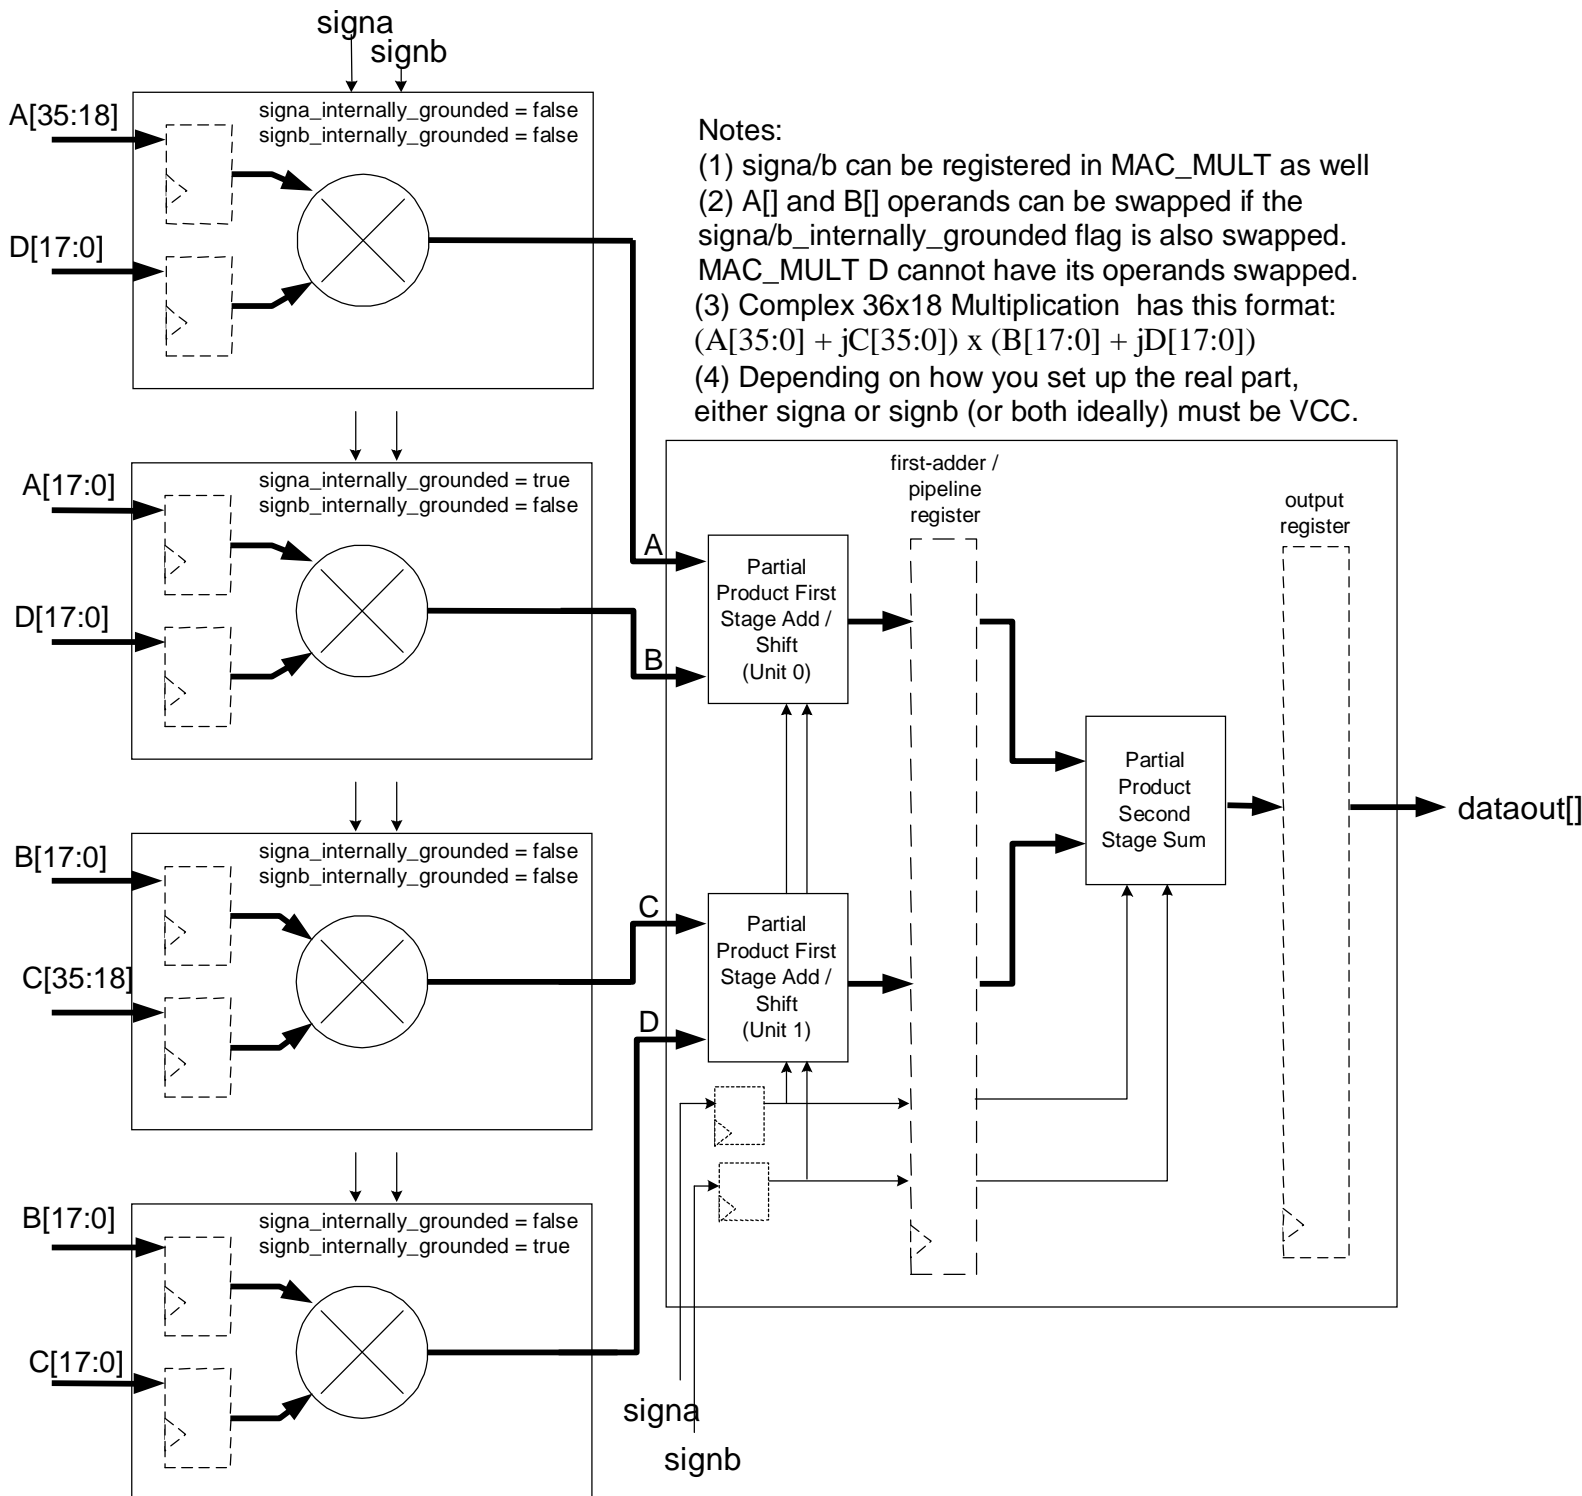 signa
signb
A[35:18]
signa_internally_grounded = false
signb_internally_grounded = false
D[17:0]
Notes:
(1) signa/b can be registered in MAC_MULT as well
(2) A[] and B[] operands can be swapped if the
signa/b_internally_grounded flag is also swapped.
MAC_MULT D cannot have its operands swapped.
(3) Complex 36x18 Multiplication has this format:
(A[35:0] + jC[35:0]) x (B[17:0] + jD[17:0])
(4) Depending on how you set up the real part,
either signa or signb (or both ideally) must be VCC.
A[17:0]
signa_internally_grounded = true
signb_internally_grounded = false
D[17:0]
B[17:0]
signa_internally_grounded = false
signb_internally_grounded = false
C[35:18]
B[17:0]
signa_internally_grounded = false
signb_internally_grounded = true
C[17:0]
A
B
Partial
Product First
Stage Add /
Shift
(Unit 0)
C
D
Partial
Product First
Stage Add /
Shift
(Unit 1)
first-adder /
pipeline
register
Partial
Product
Second
Stage Sum
output
register
dataout[]
signa
signb